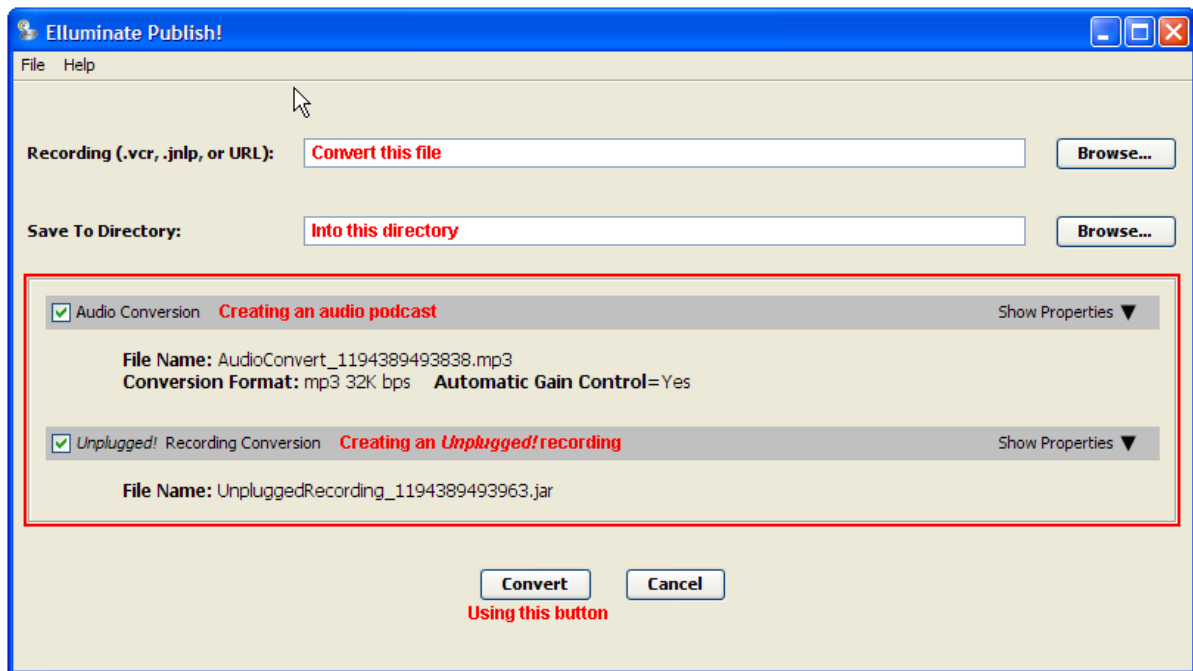 Elluminate Publish!
File Help
Recording (.vcr, .jnlp, or URL): Convert this file Browse...
Save To Directory: Into this directory Browse...
Audio Conversion Creating an audio podcast Show Properties ▼
File Name: AudioConvert_1194389493838.mp3
Conversion Format: mp3 32K bps Automatic Gain Control=Yes
Unplugged! Recording Conversion Creating an Unplugged! recording Show Properties ▼
File Name: UnpluggedRecording_1194389493963.jar
Convert Cancel
Using this button